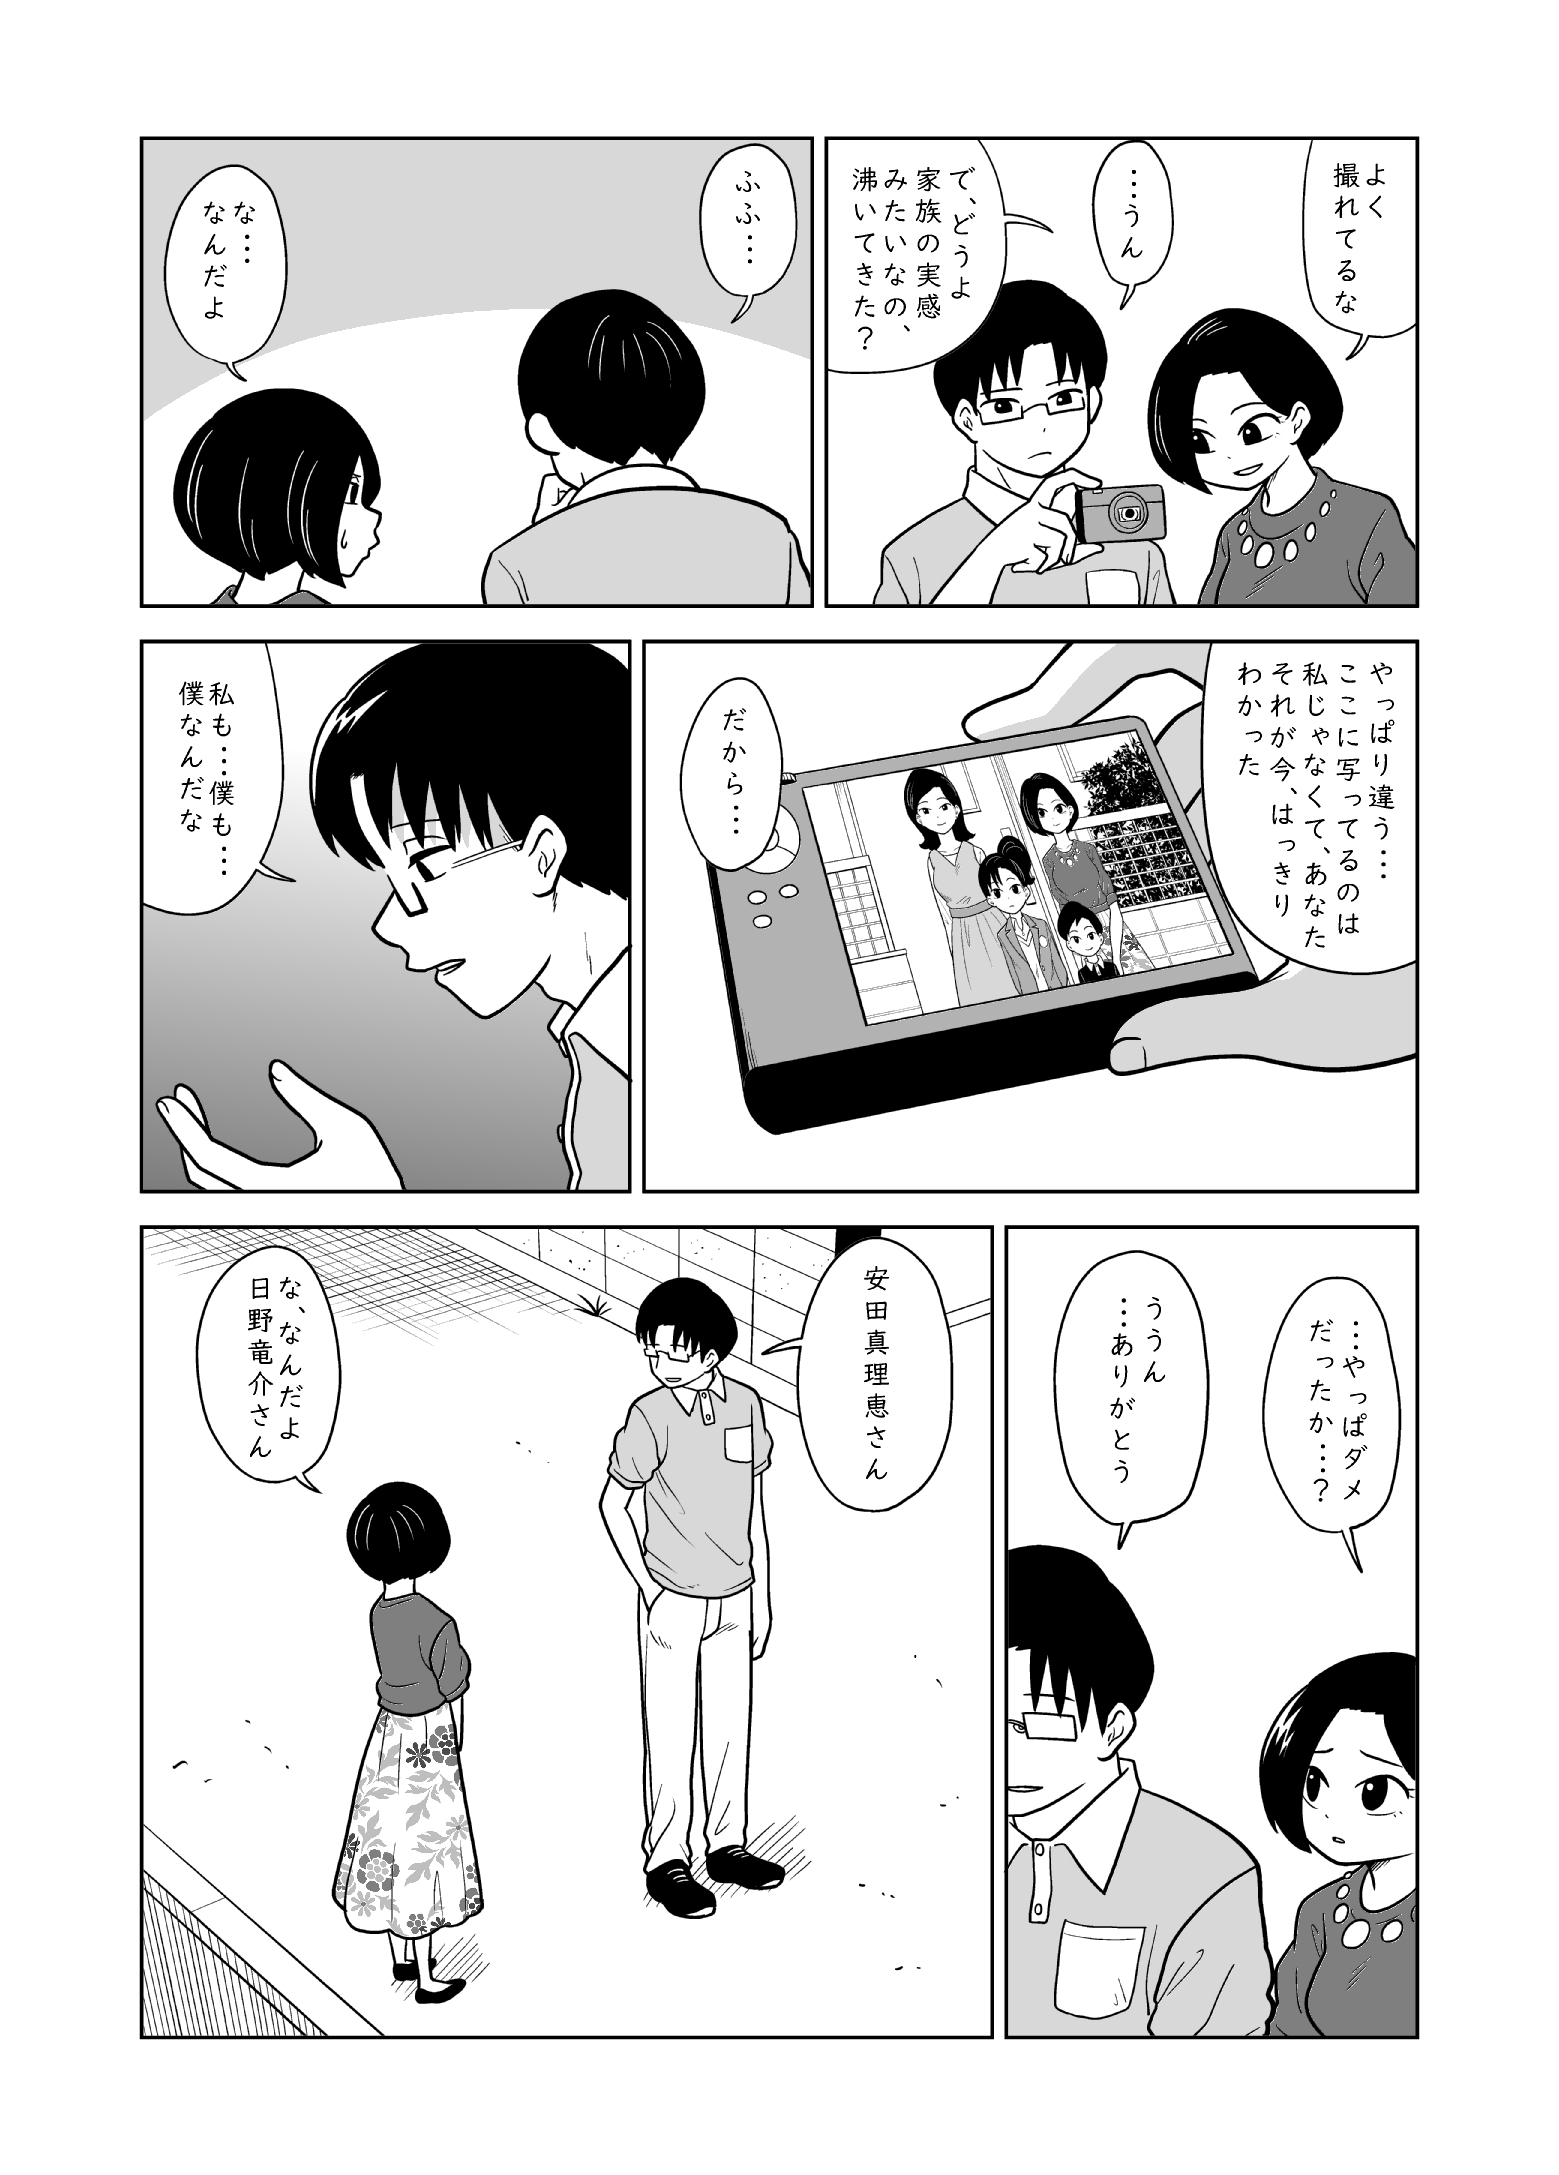 よく
撮れてるな
…うん
で、どうよ
家族の実感
みたいなの、
沸いてきた？
ふふ…
な…
なんだよ
やっぱり違う…
ここに写ってるのは
私じゃなくて、あなた
それが今、はっきり
わかった
だから…
私も…僕も…
僕なんだな
…やっぱダメ
だったか…？
ううん
…ありがとう
安田真理恵さん
な、なんだよ
日野竜介さん